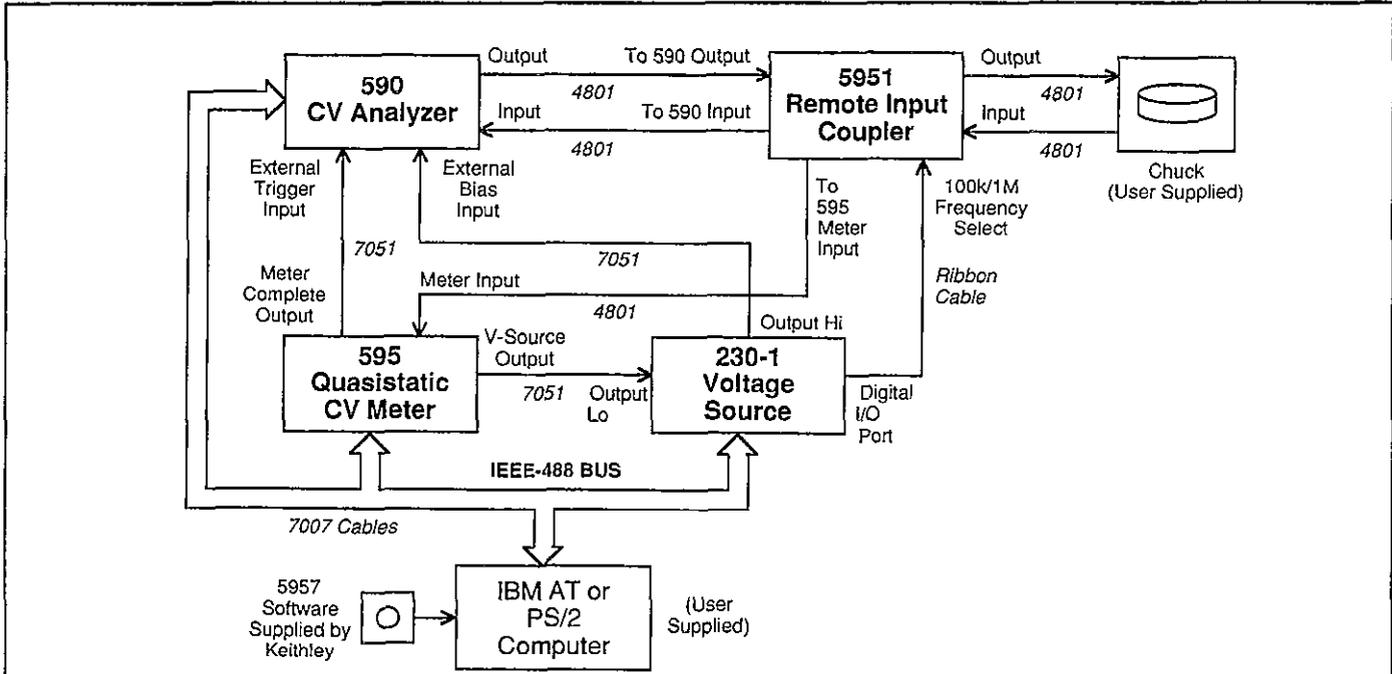 590
CV Analyzer
Output
To 590 Output
4801
Input
To 590 Input
4801
5951
Remote Input
Coupler
Output
4801
Input
4801
Chuck
(User Supplied)
External
Trigger
Input
External
Bias
Input
To
595
Meter
Input
100k/1M
Frequency
Select
7051
7051
Meter
Complete
Output
Meter Input
4801
Ribbon
Cable
Output Hi
595
Quasistatic
CV Meter
V-Source
Output
7051
Output
Lo
230-1
Voltage
Source
Digital
I/O
Port
IEEE-488 BUS
7007 Cables
5957
Software
Supplied by
Keithley
IBM AT or
PS/2
Computer
(User
Supplied)